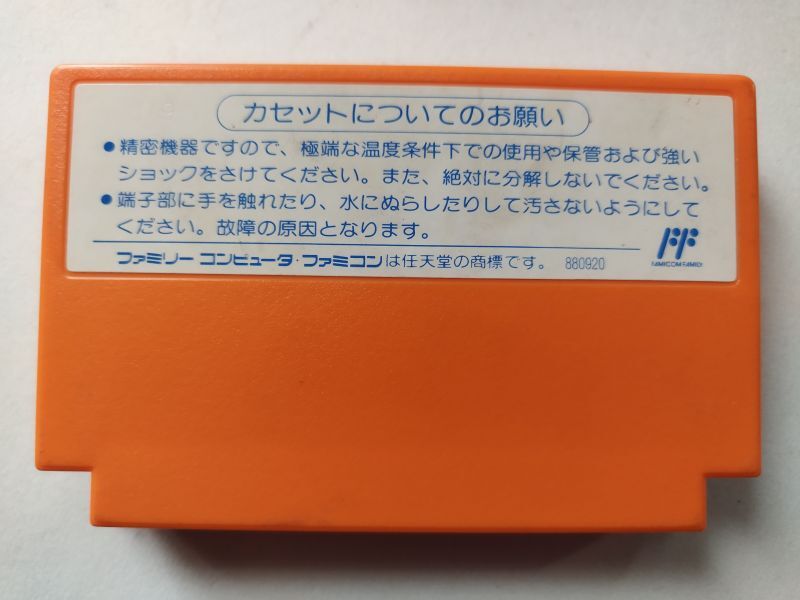 カセットについてのお願い
●精密機器ですので、極端な温度条件下での使用や保管および強い
ショックをさけてください。また、絶対に分解しないでください。
●端子部に手を触れたり、水にぬらしたりして汚さないようにして
ください。故障の原因となります。
ファミリー コンピュータ・ファミコンは任天堂の商標です。 880920
FF
FAMICOM FAMILY